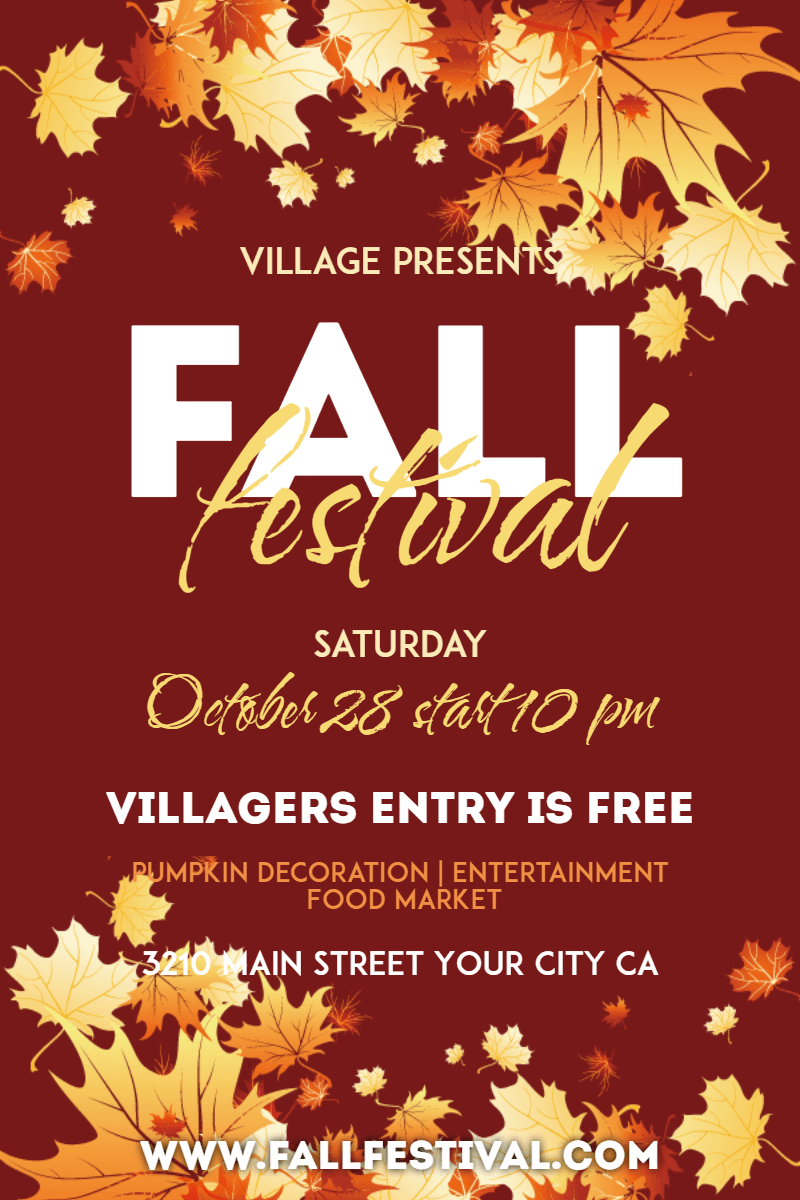 VILLAGE PRESENTS
FALL
festival
SATURDAY
October 28 start 10 pm
VILLAGERS ENTRY IS FREE
PUMPKIN DECORATION | ENTERTAINMENT
FOOD MARKET
3210 MAIN STREET YOUR CITY CA
WWW.FALLFESTIVAL.COM